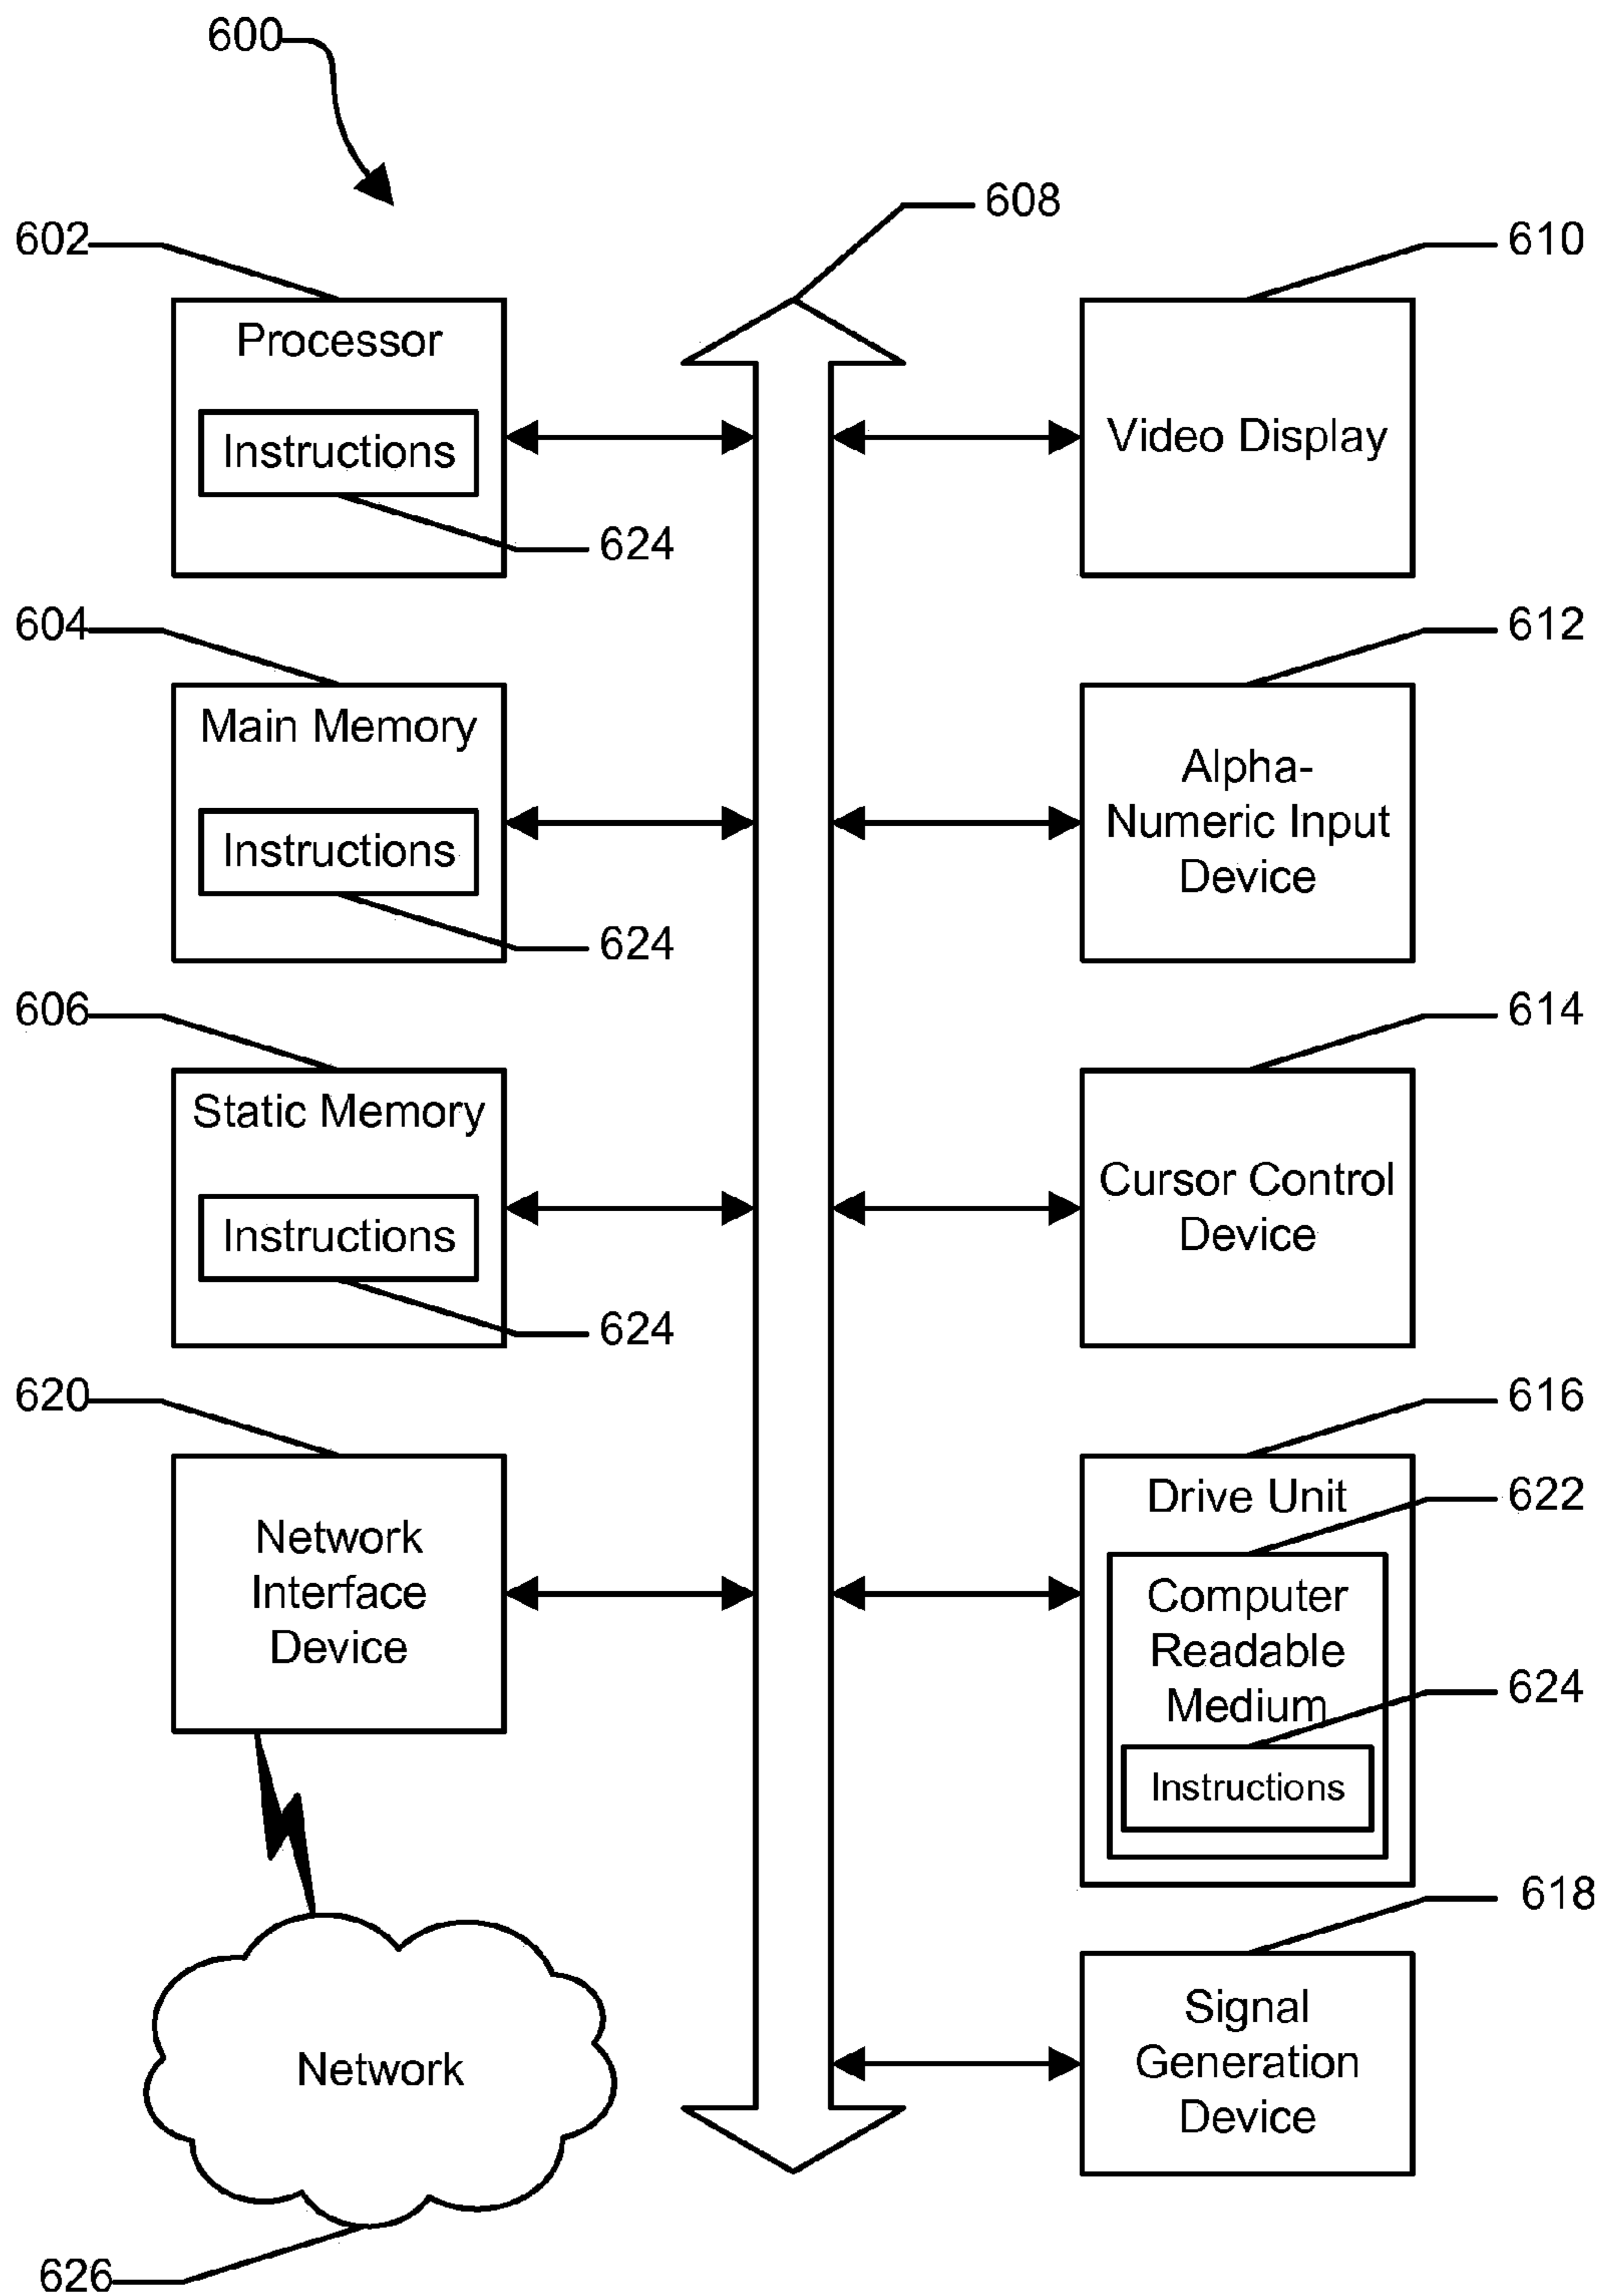 600
608
602
610
Processor
Instructions
624
Video Display
604
612
Main Memory
Instructions
624
Alpha-
Numeric Input
Device
606
614
Static Memory
Instructions
624
Cursor Control
Device
620
616
Network
Interface
Device
Drive Unit
622
Computer
Readable
Medium
624
Instructions
618
Signal
Generation
Device
Network
626